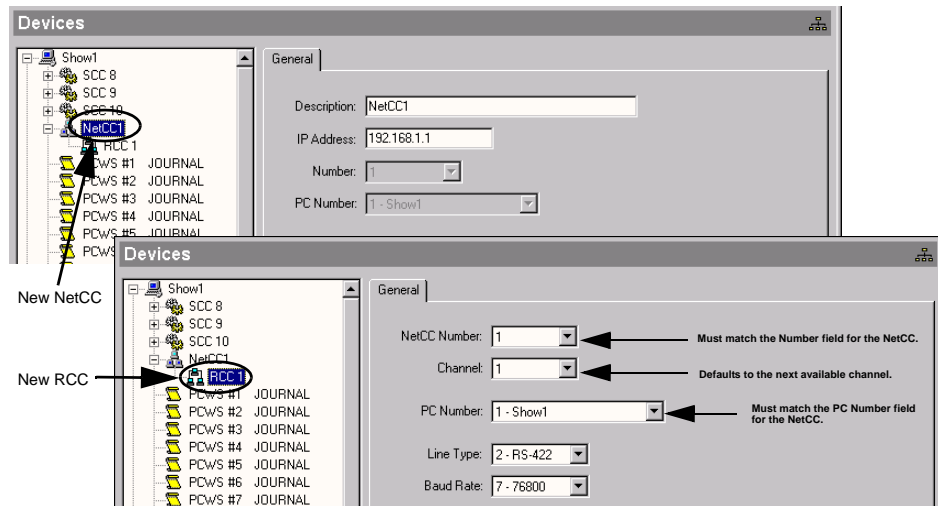 Devices
Show1
SCC 8
SCC 9
SCC 10
NetCC1
RCC 1
PCWS #1 JOURNAL
PCWS #2 JOURNAL
PCWS #3 JOURNAL
PCWS #4 JOURNAL
PCWS #5 JOURNAL
PCWS
General
Description: NetCC1
IP Address: 192.168.1.1
Number: 1
PC Number: 1 - Show1
New NetCC
New RCC
Devices
Show1
SCC 8
SCC 9
SCC 10
NetCC1
RCC 1
PCWS #1 JOURNAL
PCWS #2 JOURNAL
PCWS #3 JOURNAL
PCWS #4 JOURNAL
PCWS #5 JOURNAL
PCWS #6 JOURNAL
PCWS #7 JOURNAL
General
NetCC Number: 1
Must match the Number field for the NetCC.
Channel: 1
Defaults to the next available channel.
PC Number: 1 - Show1
Must match the PC Number field
for the NetCC.
Line Type: 2 - RS-422
Baud Rate: 7 - 76800